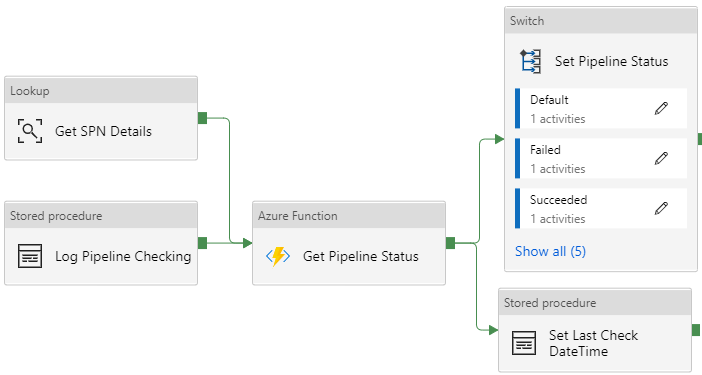 Lookup
Get SPN Details
Stored procedure
Log Pipeline Checking
Azure Function
Get Pipeline Status
Switch
Set Pipeline Status
Default
1 activities
Failed
1 activities
Succeeded
1 activities
Show all (5)
Stored procedure
Set Last Check
DateTime